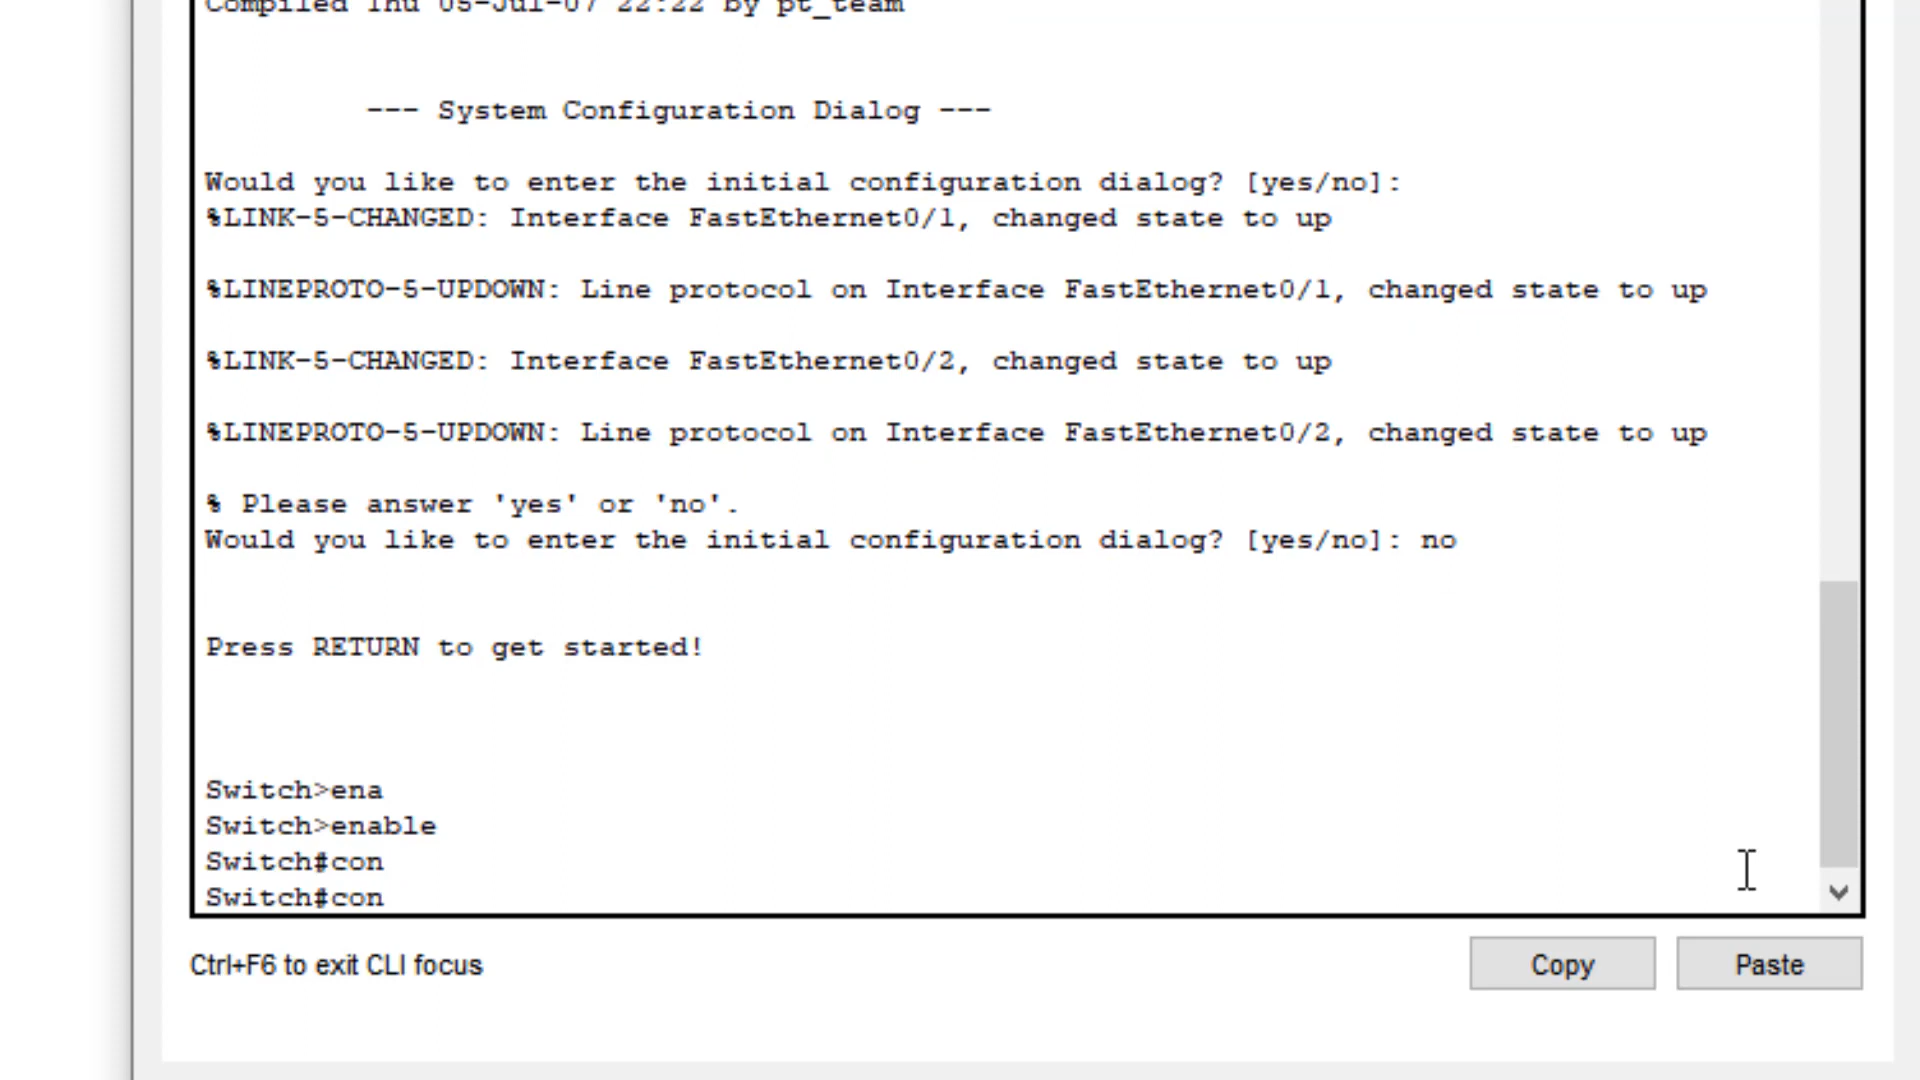 Compiled Thu 05-Jul-07 22:22 by pt_team
--- System Configuration Dialog ---
Would you like to enter the initial configuration dialog? [yes/no]:
%LINK-5-CHANGED: Interface FastEthernet0/1, changed state to up
%LINEPROTO-5-UPDOWN: Line protocol on Interface FastEthernet0/1, changed state to up
%LINK-5-CHANGED: Interface FastEthernet0/2, changed state to up
%LINEPROTO-5-UPDOWN: Line protocol on Interface FastEthernet0/2, changed state to up
% Please answer 'yes' or 'no'.
Would you like to enter the initial configuration dialog? [yes/no]: no
Press RETURN to get started!
Switch>ena
Switch>enable
Switch#con
Switch#con
Ctrl+F6 to exit CLI focus
Copy
Paste